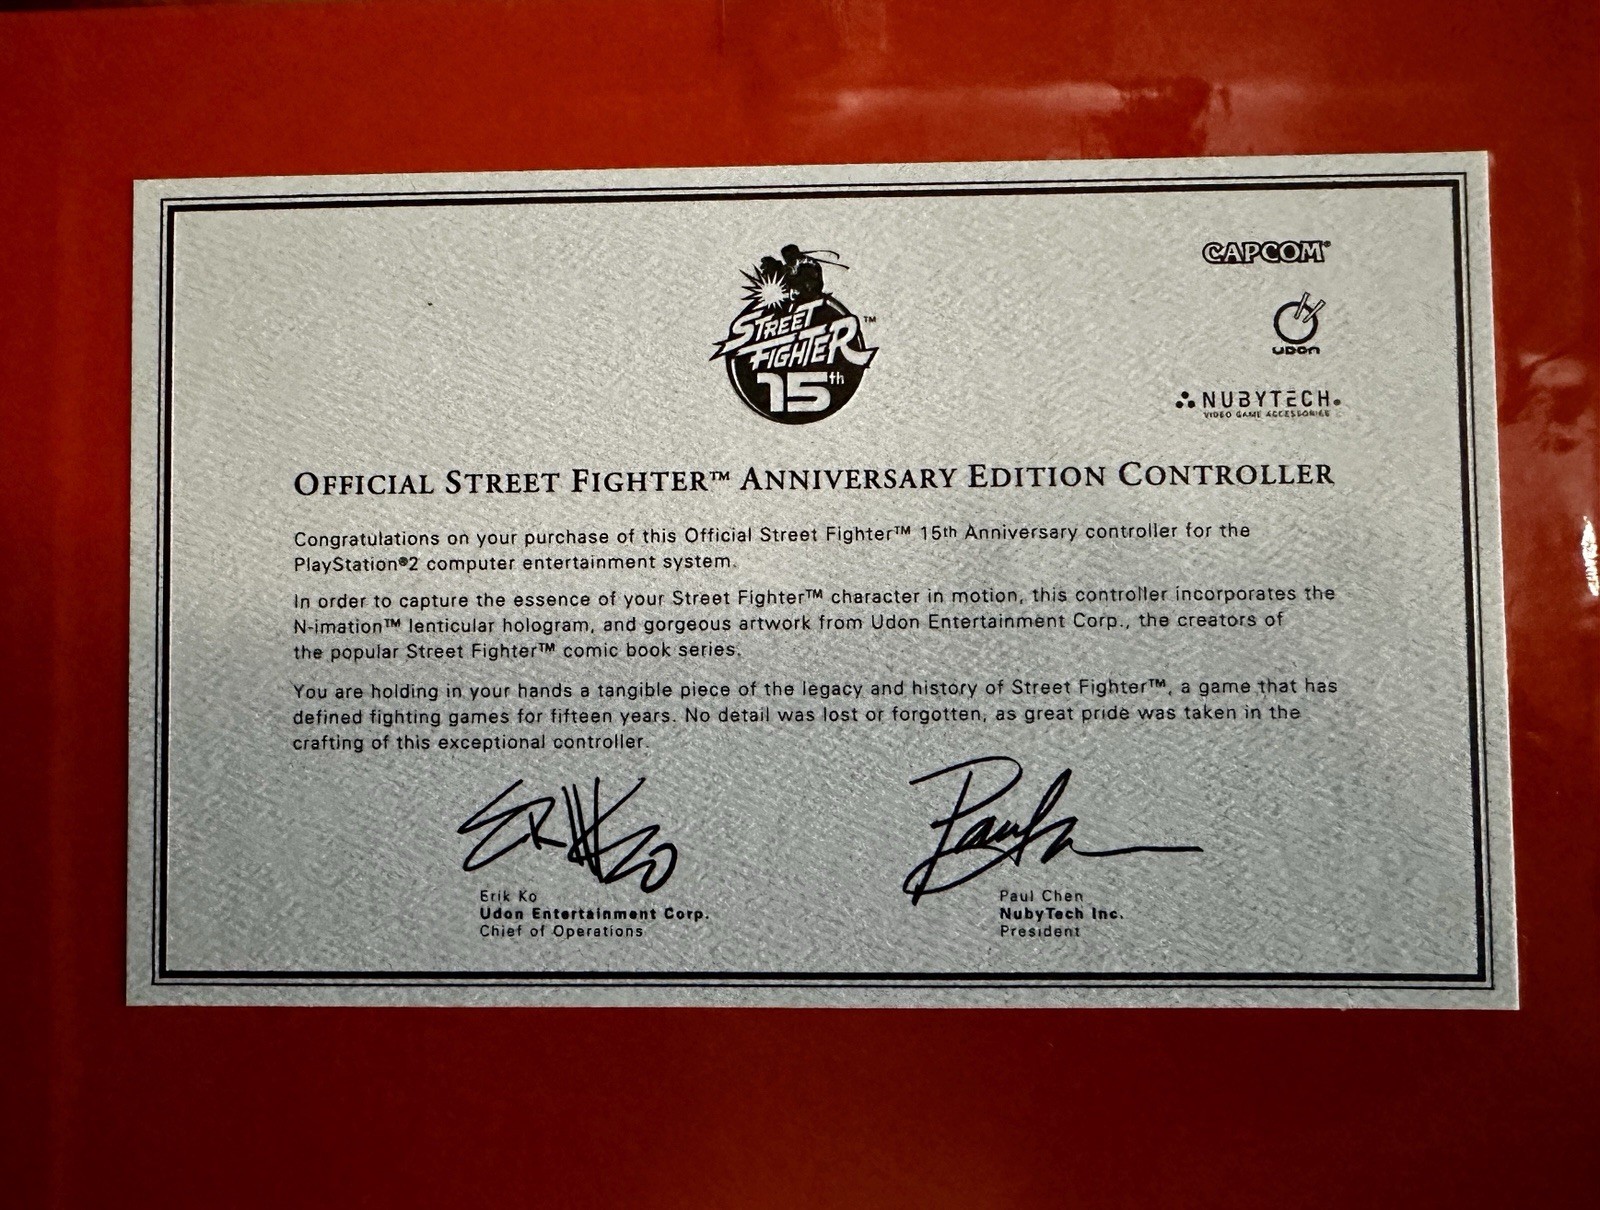 STREET
FIGHTER™
15th
CAPCOM®
UDON
NUBYTECH
VIDEO GAME ACCESSORIES
OFFICIAL STREET FIGHTER™ ANNIVERSARY EDITION CONTROLLER
Congratulations on your purchase of this Official Street Fighter™ 15th Anniversary controller for the
PlayStation®2 computer entertainment system.
In order to capture the essence of your Street Fighter™ character in motion, this controller incorporates the
N-imation™ lenticular hologram, and gorgeous artwork from Udon Entertainment Corp., the creators of
the popular Street Fighter™ comic book series.
You are holding in your hands a tangible piece of the legacy and history of Street Fighter™, a game that has
defined fighting games for fifteen years. No detail was lost or forgotten, as great pride was taken in the
crafting of this exceptional controller.
Erik Ko
Udon Entertainment Corp.
Chief of Operations
Paul Chen
NubyTech Inc.
President